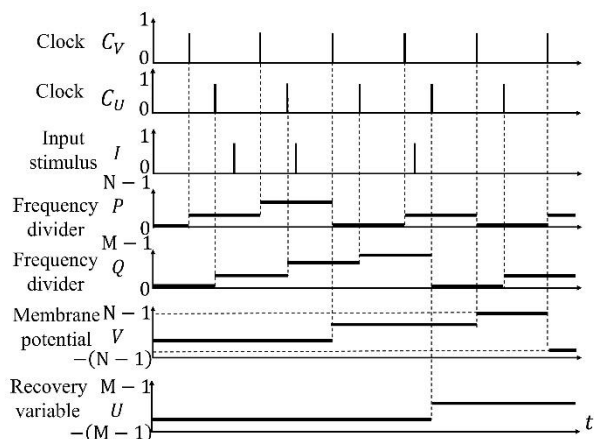 1
Clock C_V
0
1
Clock C_U
0
Input 1
stimulus I 0
N − 1
Frequency P
divider 0
M − 1
Frequency Q
divider 0
Membrane N − 1
potential V
−(N − 1)
Recovery M − 1
variable U
−(M − 1) t